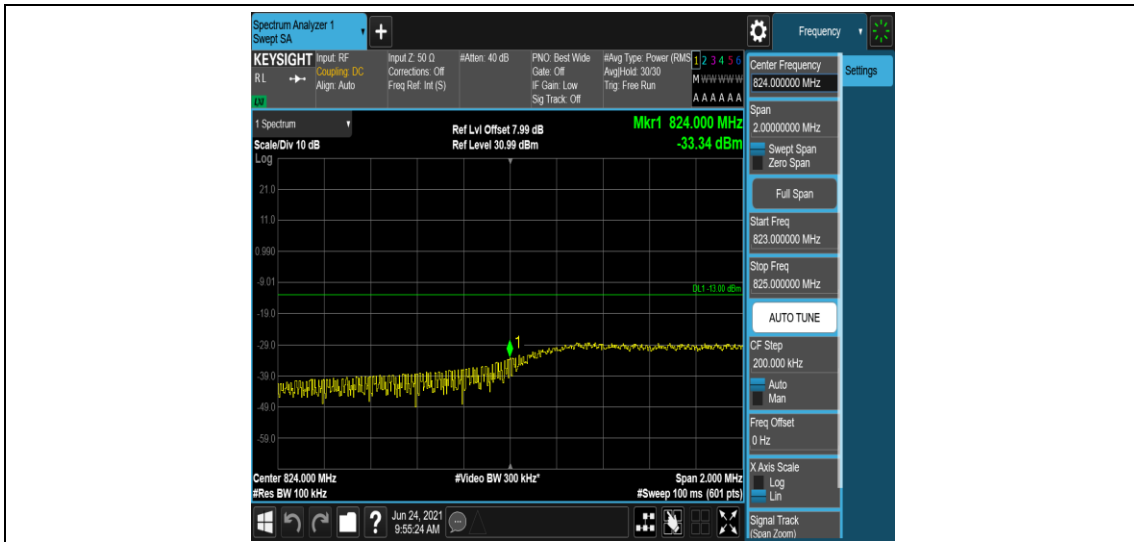 Spectrum Analyzer 1
Swept SA
+
Frequency
KEYSIGHT
RL
LXI
Input: RF
Coupling: DC
Align: Auto
Input Z: 50 Ω
Corrections: Off
Freq Ref: Int (S)
#Atten: 40 dB
PNO: Best Wide
Gate: Off
IF Gain: Low
Sig Track: Off
#Avg Type: Power (RMS
Avg|Hold: 30/30
Trig: Free Run
1 2 3 4 5 6
M W W W W W
A A A A A A
1 Spectrum
Scale/Div 10 dB
Log
Ref Lvl Offset 7.99 dB
Ref Level 30.99 dBm
Mkr1 824.000 MHz
-33.34 dBm
21.0
11.0
0.990
-9.01
DL1 -13.00 dBm
-19.0
-29.0
1
-39.0
-49.0
-59.0
Center 824.000 MHz
#Res BW 100 kHz
#Video BW 300 kHz*
Span 2.000 MHz
#Sweep 100 ms (601 pts)
Center Frequency
824.000000 MHz
Settings
Span
2.00000000 MHz
Swept Span
Zero Span
Full Span
Start Freq
823.000000 MHz
Stop Freq
825.000000 MHz
AUTO TUNE
CF Step
200.000 kHz
Auto
Man
Freq Offset
0 Hz
X Axis Scale
Log
Lin
Signal Track
(Span Zoom)
?
Jun 24, 2021
9:55:24 AM